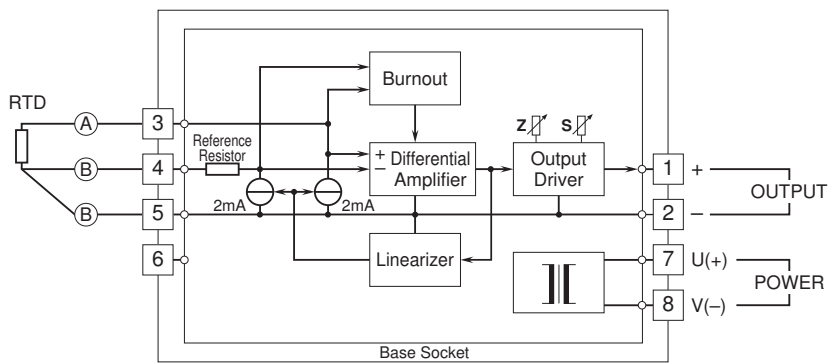 RTD
A
B
B
3
4
5
6
Reference
Resistor
2mA
2mA
Burnout
+
−
Differential
Amplifier
Linearizer
Z
S
Output
Driver
1
+
2
−
OUTPUT
7
U(+)
8
V(−)
POWER
Base Socket